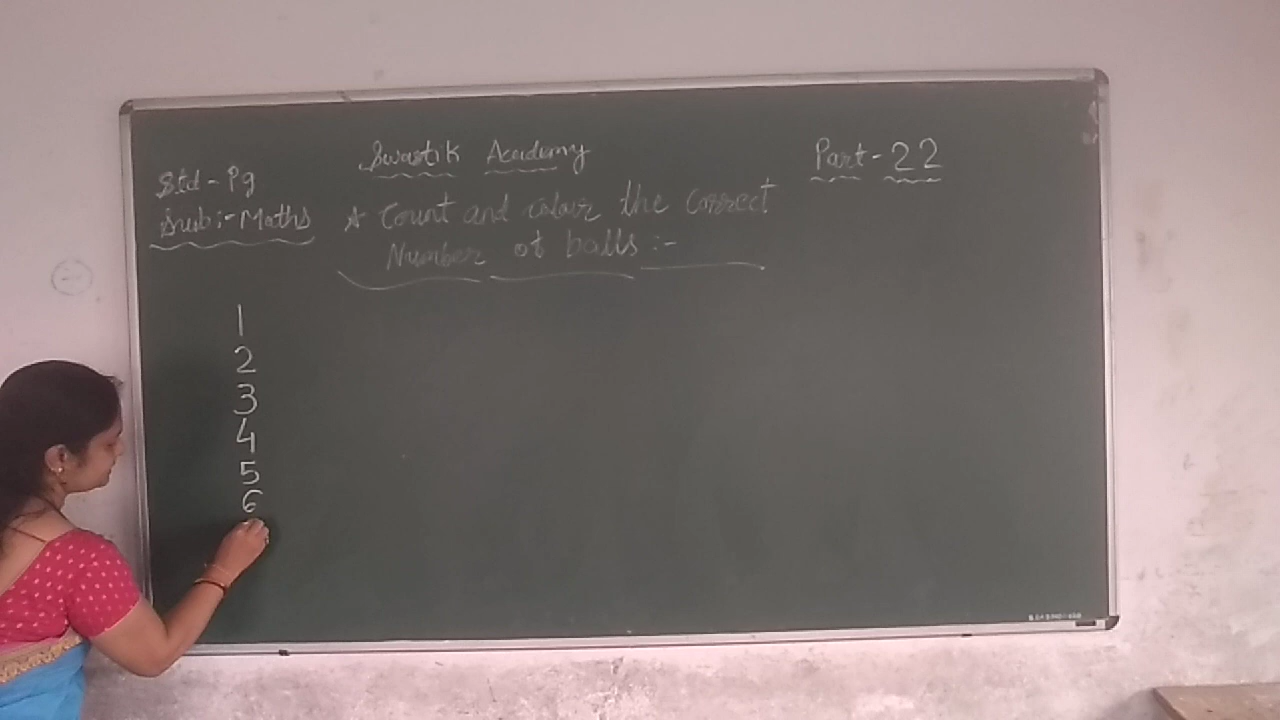 Swastik Academy
Part-22
Std-Pg
Sub:-Maths
* Count and colour the correct
Number of balls :-
1
2
3
4
5
6